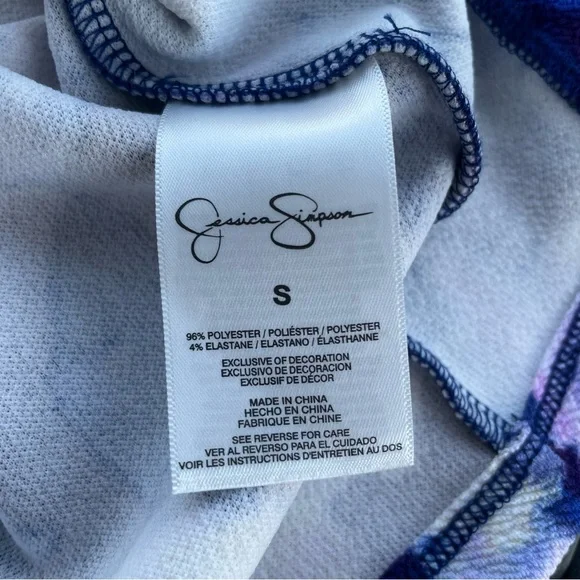 Jessica Simpson
S
96% POLYESTER / POLIÉSTER / POLYESTER
4% ELASTANE / ELASTANO / ÉLASTHANNE
EXCLUSIVE OF DECORATION
EXCLUSIVO DE DECORACION
EXCLUSIF DE DÉCOR
MADE IN CHINA
HECHO EN CHINA
FABRIQUE EN CHINE
SEE REVERSE FOR CARE
VER AL REVERSO PARA EL CUIDADO
VOIR LES INSTRUCTIONS D'ENTRETIEN AU DOS